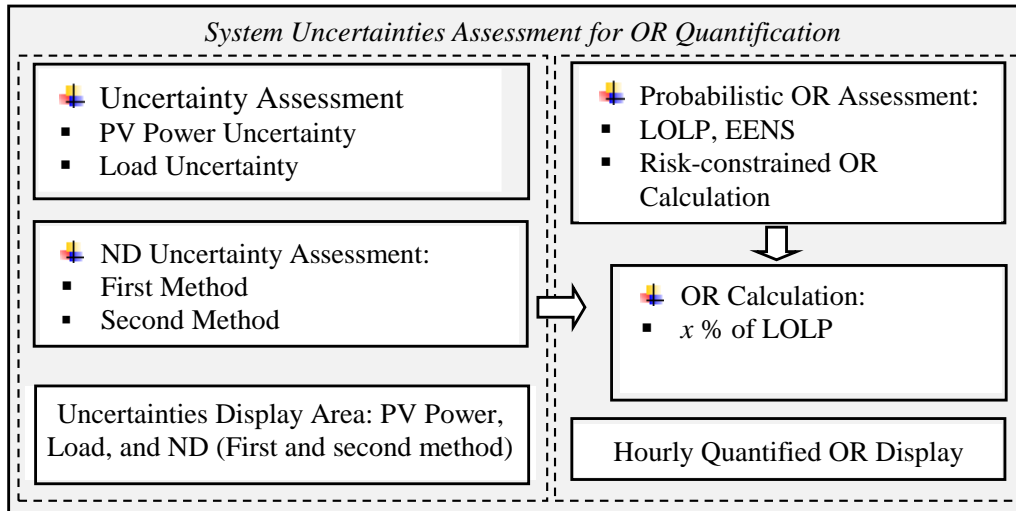 System Uncertainties Assessment for OR Quantification
Uncertainty Assessment
▪ PV Power Uncertainty
▪ Load Uncertainty
ND Uncertainty Assessment:
▪ First Method
▪ Second Method
Uncertainties Display Area: PV Power,
Load, and ND (First and second method)
Probabilistic OR Assessment:
▪ LOLP, EENS
▪ Risk-constrained OR
Calculation
OR Calculation:
▪ x % of LOLP
Hourly Quantified OR Display